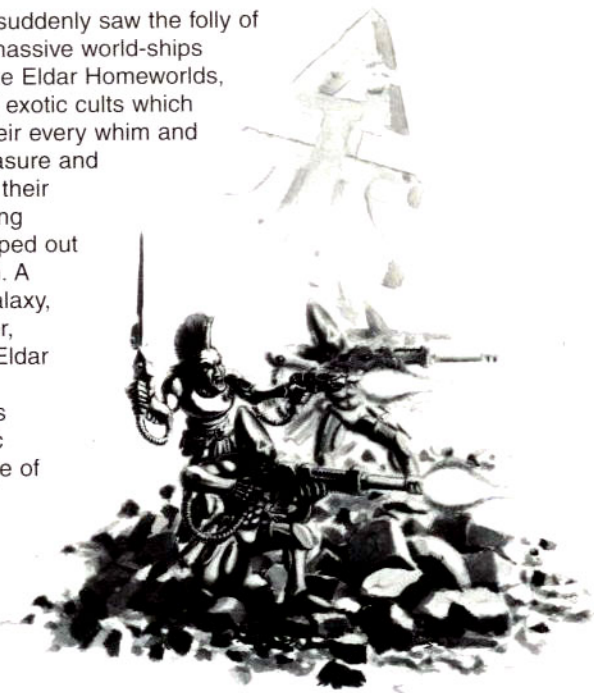 suddenly saw the folly of
massive world-ships
e Eldar Homeworlds,
exotic cults which
eir every whim and
asure and
their
ng
ped out
. A
alaxy,
r,
Eldar
s
c
e of